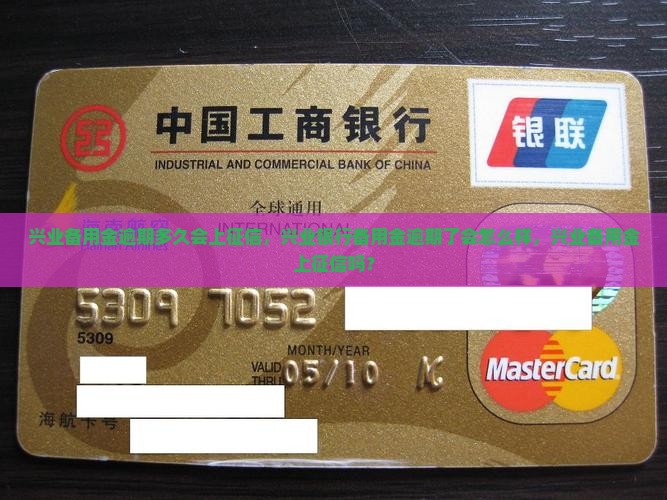 中国工商银行
INDUSTRIAL AND COMMERCIAL BANK OF CHINA
银联
全球通用
INTERNATIONAL
兴业备用金逾期多久会上征信，兴业银行备用金逾期了会怎么样，兴业备用金
上征信吗?
5309 7052
5309
MONTH/YEAR
VALID
THRU 05/10
MasterCard
海航卡号